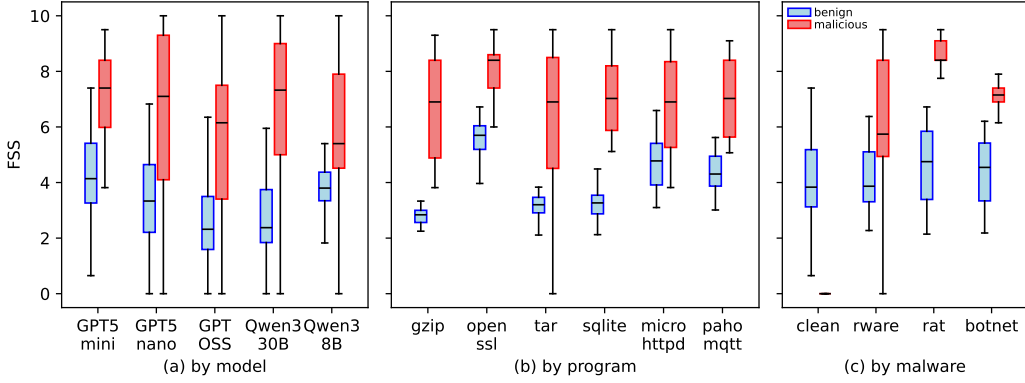 FSS
10
8
6
4
2
0
GPT5 mini
GPT5 nano
GPT OSS
Qwen3 30B
Qwen3 8B
(a) by model
gzip
open ssl
tar
sqlite
micro httpd
paho mqtt
(b) by program
benign
malicious
clean
rware
rat
botnet
(c) by malware